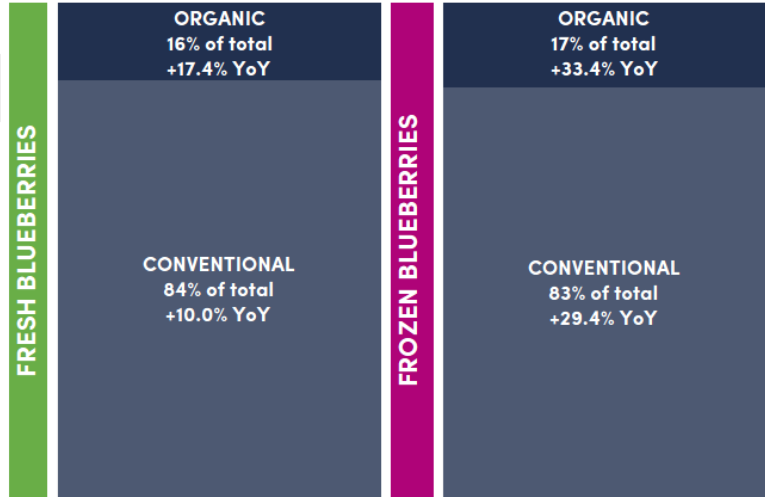 FRESH BLUEBERRIES
ORGANIC
16% of total
+17.4% YoY
CONVENTIONAL
84% of total
+10.0% YoY
FROZEN BLUEBERRIES
ORGANIC
17% of total
+33.4% YoY
CONVENTIONAL
83% of total
+29.4% YoY